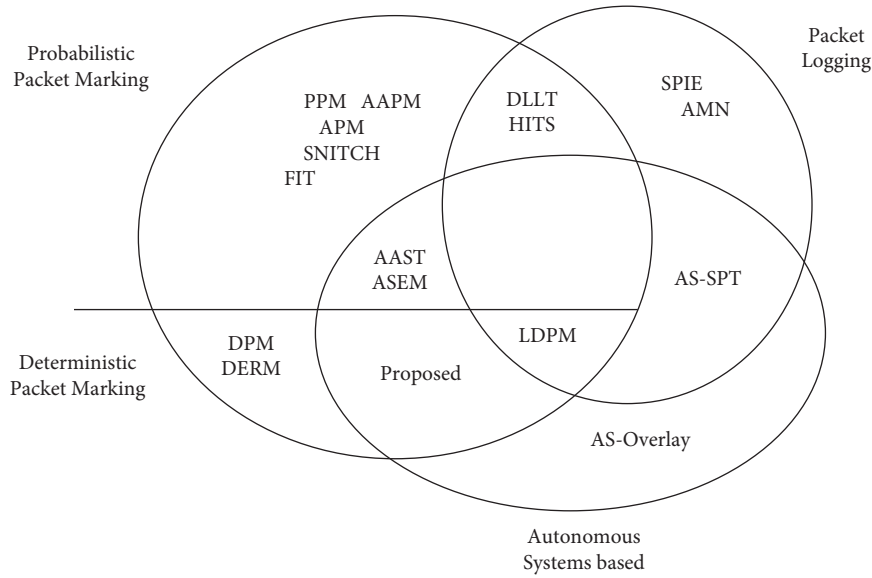 Probabilistic
Packet Marking
Packet
Logging
PPM AAPM
APM
SNITCH
FIT
DLLT
HITS
SPIE
AMN
AAST
ASEM
AS-SPT
Deterministic
Packet Marking
DPM
DERM
Proposed
LDPM
AS-Overlay
Autonomous
Systems based